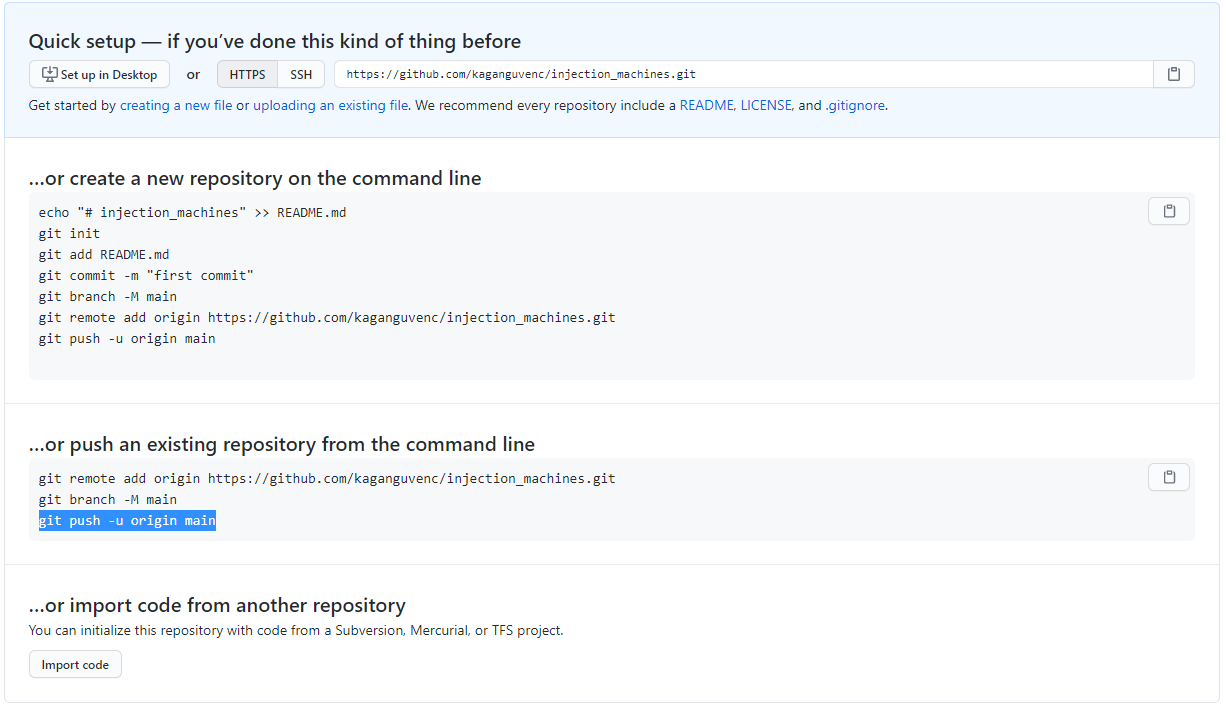 Quick setup — if you’ve done this kind of thing before
Set up in Desktop or HTTPS SSH https://github.com/kaganguvenc/injection_machines.git
Get started by creating a new file or uploading an existing file. We recommend every repository include a README, LICENSE, and .gitignore.
…or create a new repository on the command line
echo "# injection_machines" >> README.md
git init
git add README.md
git commit -m "first commit"
git branch -M main
git remote add origin https://github.com/kaganguvenc/injection_machines.git
git push -u origin main
…or push an existing repository from the command line
git remote add origin https://github.com/kaganguvenc/injection_machines.git
git branch -M main
git push -u origin main
…or import code from another repository
You can initialize this repository with code from a Subversion, Mercurial, or TFS project.
Import code